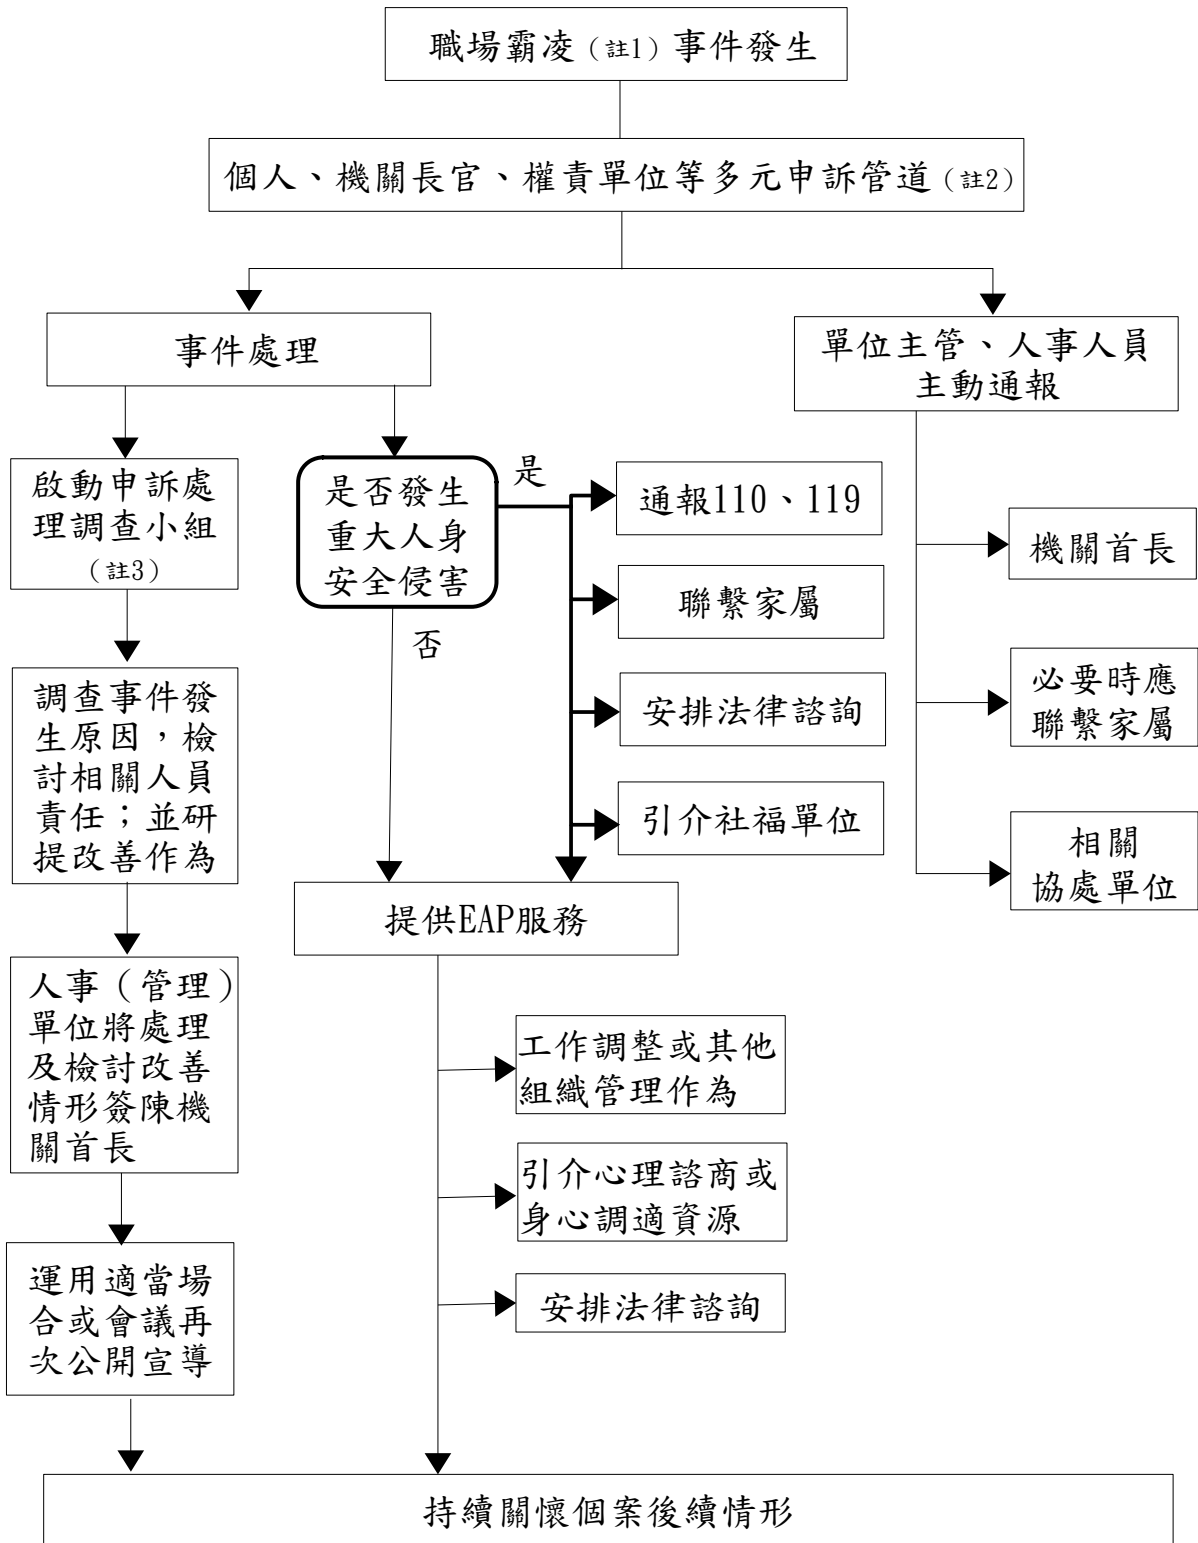 職場霸凌（註1）事件發生
個人、機關長官、權責單位等多元申訴管道（註2）
事件處理
單位主管、人事人員
主動通報
啟動申訴處
理調查小組
（註3）
是否發生
重大人身
安全侵害
是
否
通報110、119
聯繫家屬
安排法律諮詢
引介社福單位
機關首長
必要時應
聯繫家屬
相關
協處單位
調查事件發
生原因，檢
討相關人員
責任；並研
提改善作為
提供EAP服務
人事（管理）
單位將處理
及檢討改善
情形簽陳機
關首長
工作調整或其他
組織管理作為
引介心理諮商或
身心調適資源
安排法律諮詢
運用適當場
合或會議再
次公開宣導
持續關懷個案後續情形